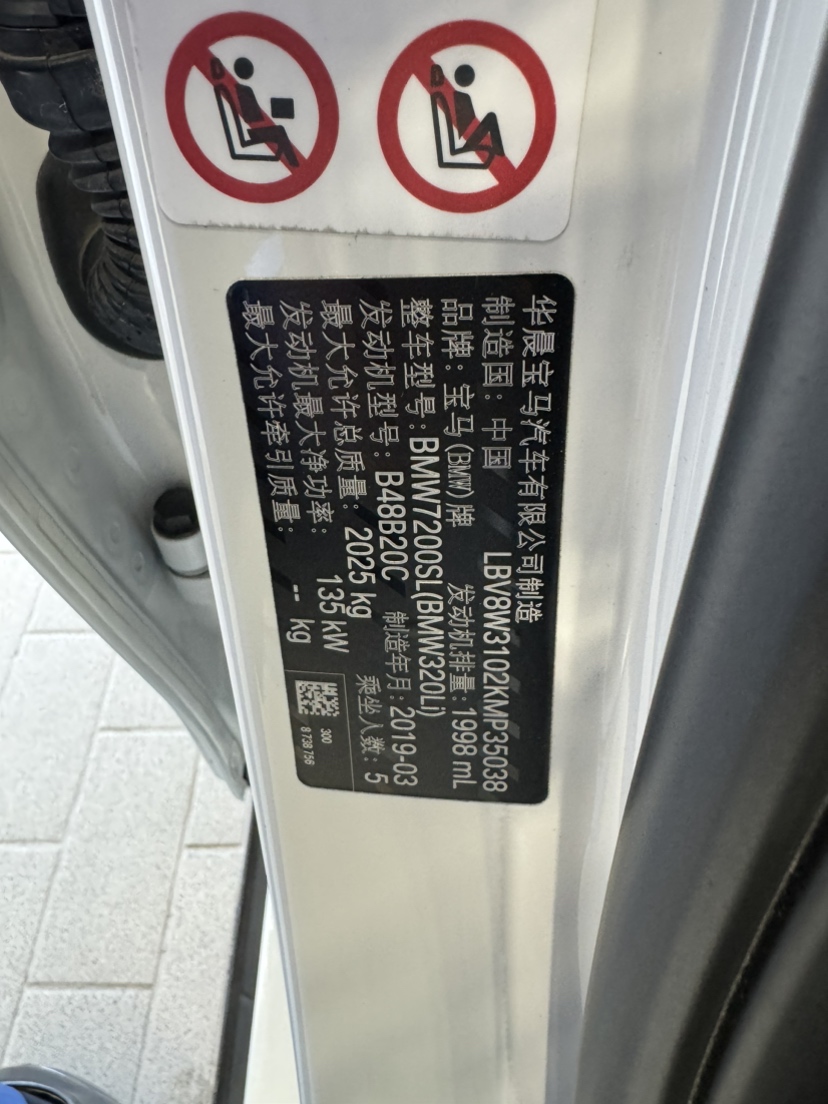 华晨宝马汽车有限公司制造
制造国：中国 LBV8W3102KMP35038
品牌：宝马(BMW)牌 发动机排量：1998 mL
整车型号：BMW7200SL(BMW320Li)
发动机型号：B48B20C 制造年月：2019-03
最大允许总质量：2025 kg 乘坐人数：5
发动机最大净功率：135 kW
最大允许牵引质量：-- kg
300
8 738 756